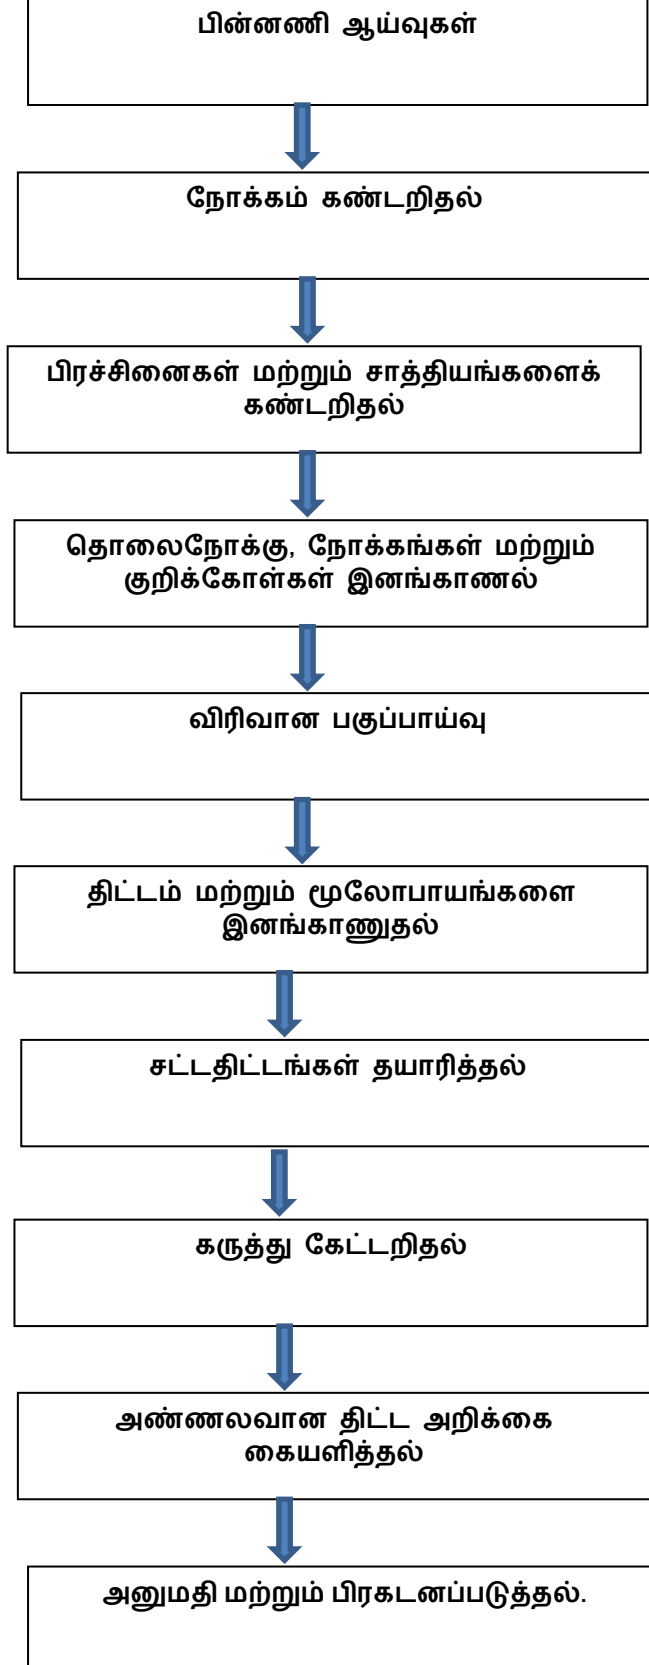 பின்னணி ஆய்வுகள்
நோக்கம் கண்டறிதல்
பிரச்சினைகள் மற்றும் சாத்தியங்களைக்
கண்டறிதல்
தொலைநோக்கு, நோக்கங்கள் மற்றும்
குறிக்கோள்கள் இனங்காணல்
விரிவான பகுப்பாய்வு
திட்டம் மற்றும் மூலோபாயங்களை
இனங்காணுதல்
சட்டதிட்டங்கள் தயாரித்தல்
கருத்து கேட்டறிதல்
அண்ணலவான திட்ட அறிக்கை
கையளித்தல்
அனுமதி மற்றும் பிரகடனப்படுத்தல்.